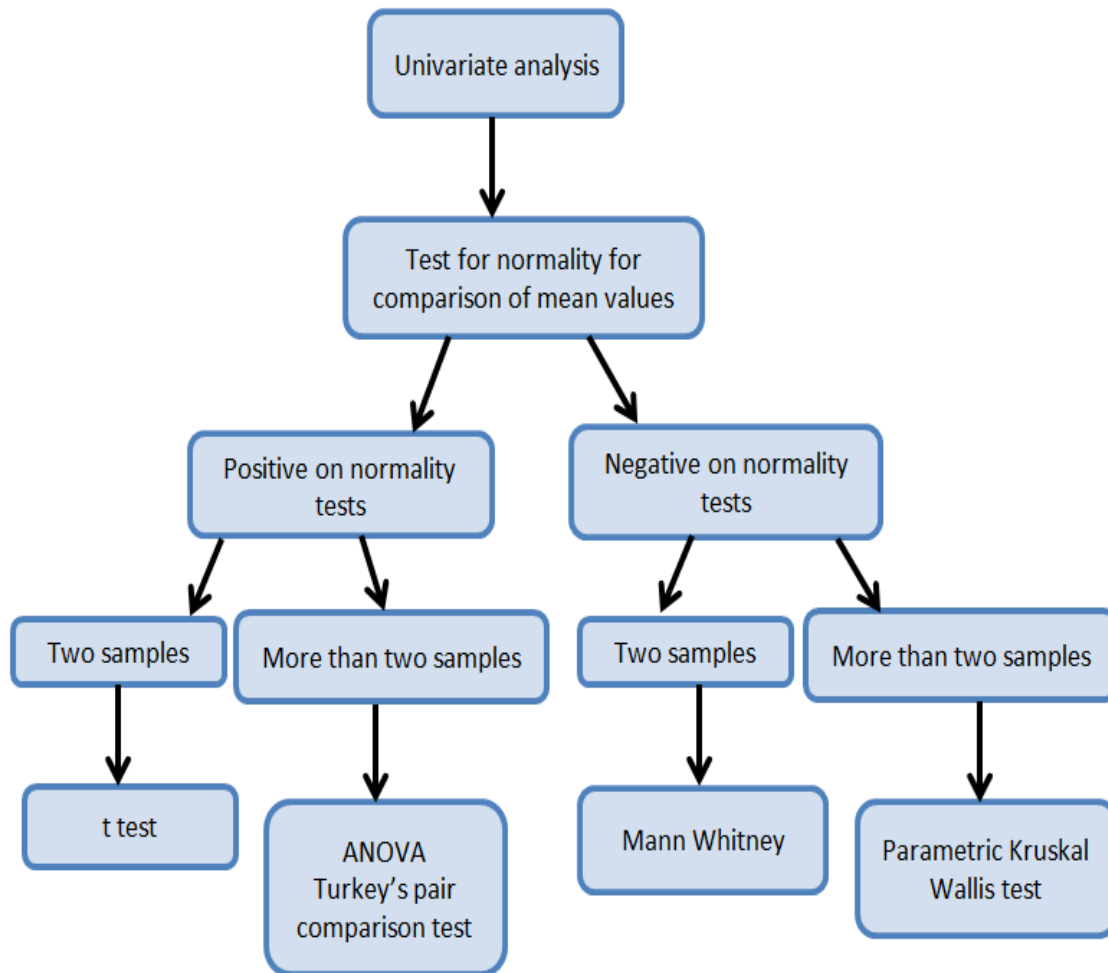 Univariate analysis
Test for normality for
comparison of mean values
Positive on normality
tests
Negative on normality
tests
Two samples
More than two samples
Two samples
More than two samples
t test
ANOVA
Turkey’s pair
comparison test
Mann Whitney
Parametric Kruskal
Wallis test